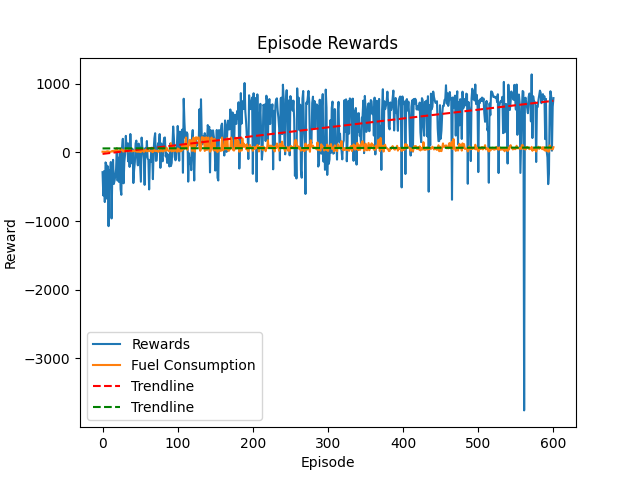 Episode Rewards
1000
0
−1000
−2000
−3000
Reward
Rewards
Fuel Consumption
Trendline
Trendline
0 100 200 300 400 500 600
Episode